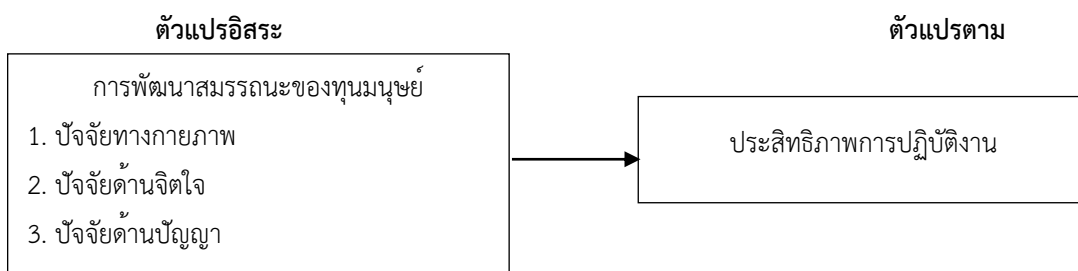 ตัวแปรอิสระ
ตัวแปรตาม
การพัฒนาสมรรถนะของทุนมนุษย์
1. ปัจจัยทางกายภาพ
2. ปัจจัยด้านจิตใจ
3. ปัจจัยด้านปัญญา
ประสิทธิภาพการปฏิบัติงาน